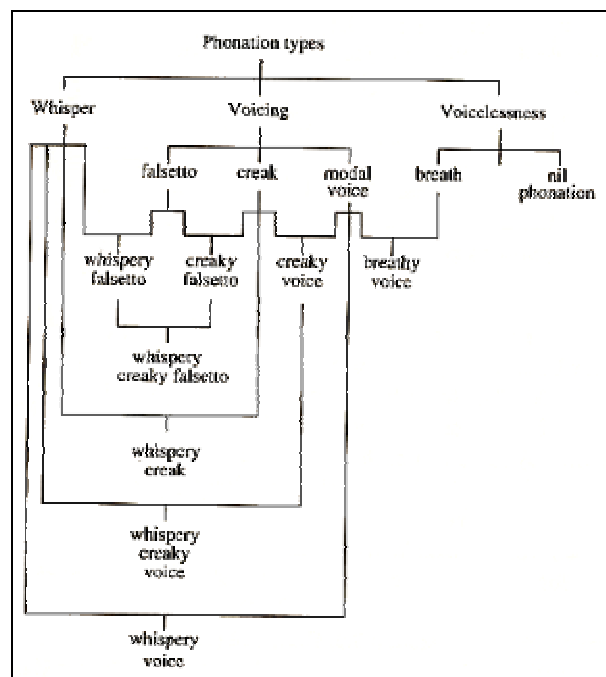 Phonation types
Whisper Voicing Voicelessness
falsetto creak modal voice breath nil phonation
whispery falsetto creaky falsetto creaky voice breathy voice
whispery
creaky falsetto
whispery
creak
whispery
creaky
voice
whispery
voice